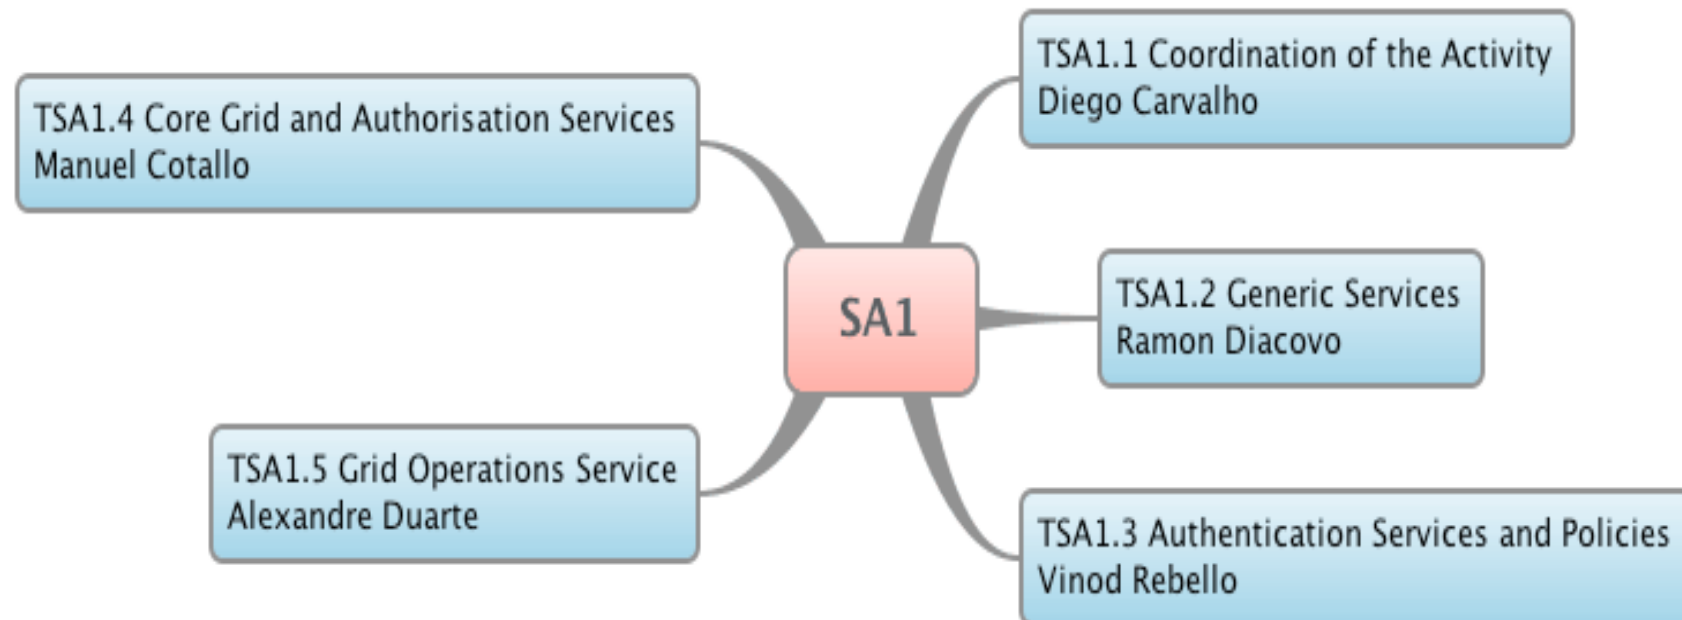 TSA1.1 Coordination of the Activity
Diego Carvalho
TSA1.4 Core Grid and Authorisation Services
Manuel Cotallo
SA1
TSA1.2 Generic Services
Ramon Diacovo
TSA1.5 Grid Operations Service
Alexandre Duarte
TSA1.3 Authentication Services and Policies
Vinod Rebello